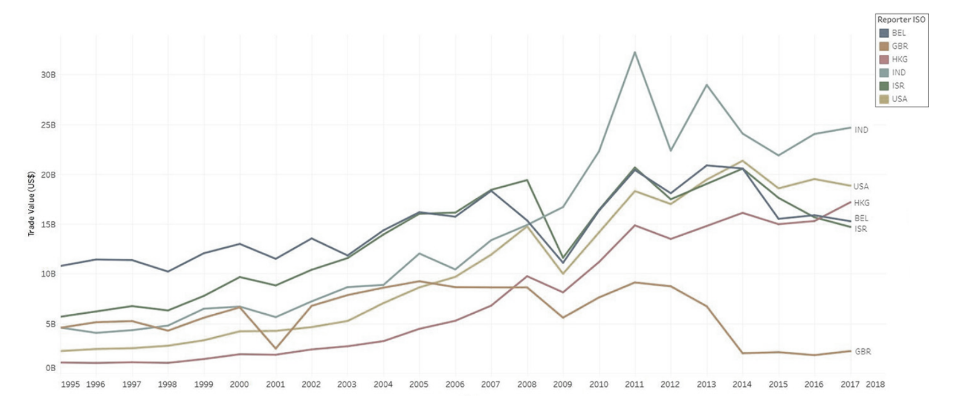 Reporter ISO
BEL
GBR
HKG
IND
ISR
USA
Trade Value (US$)
30B
25B
20B
15B
10B
5B
0B
IND
USA
HKG
BEL
ISR
GBR
1995 1996 1997 1998 1999 2000 2001 2002 2003 2004 2005 2006 2007 2008 2009 2010 2011 2012 2013 2014 2015 2016 2017 2018